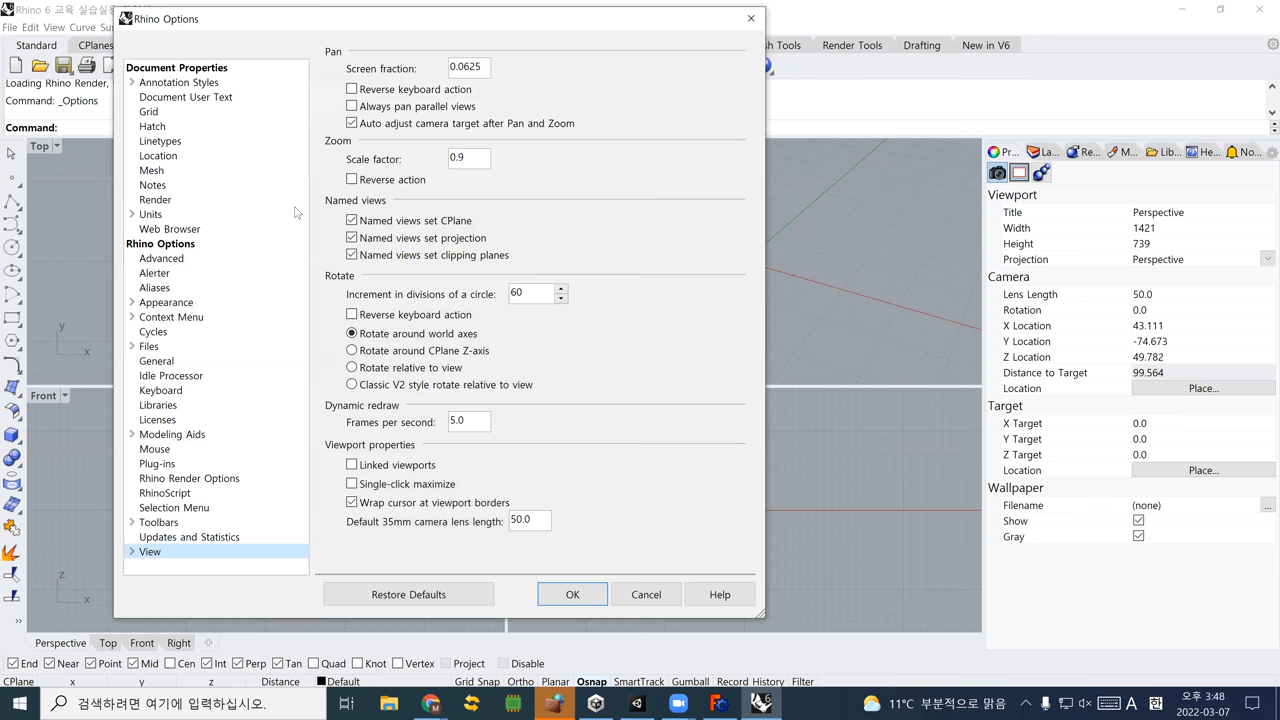 Rhino 6 교육 실습실용
File Edit View Curve Su
Rhino Options
Standard CPlanes
sh Tools Render Tools Drafting New in V6
Loading Rhino Render,
Command: _Options
Command:
Top
Front
Document Properties
Annotation Styles
Document User Text
Grid
Hatch
Linetypes
Location
Mesh
Notes
Render
Units
Web Browser
Rhino Options
Advanced
Alerter
Aliases
Appearance
Context Menu
Cycles
Files
General
Idle Processor
Keyboard
Libraries
Licenses
Modeling Aids
Mouse
Plug-ins
Rhino Render Options
RhinoScript
Selection Menu
Toolbars
Updates and Statistics
View
Pan
Screen fraction: 0.0625
Reverse keyboard action
Always pan parallel views
Auto adjust camera target after Pan and Zoom
Zoom
Scale factor: 0.9
Reverse action
Named views
Named views set CPlane
Named views set projection
Named views set clipping planes
Rotate
Increment in divisions of a circle: 60
Reverse keyboard action
Rotate around world axes
Rotate around CPlane Z-axis
Rotate relative to view
Classic V2 style rotate relative to view
Dynamic redraw
Frames per second: 5.0
Viewport properties
Linked viewports
Single-click maximize
Wrap cursor at viewport borders
Default 35mm camera lens length: 50.0
Restore Defaults OK Cancel Help
y
x
z
x
Pr... La... Re... M... Lib... He... No...
Viewport
Title Perspective
Width 1421
Height 739
Projection Perspective
Camera
Lens Length 50.0
Rotation 0.0
X Location 43.111
Y Location -74.673
Z Location 49.782
Distance to Target 99.564
Location Place...
Target
X Target 0.0
Y Target 0.0
Z Target 0.0
Location Place...
Wallpaper
Filename (none) ...
Show
Gray
Perspective Top Front Right
End Near Point Mid Cen Int Perp Tan Quad Knot Vertex Project Disable
CPlane x y z Distance Default Grid Snap Ortho Planar Osnap SmartTrack Gumball Record History Filter
검색하려면 여기에 입력하십시오.
11°C 부분적으로 맑음 A 한 오후 3:48
2022-03-07